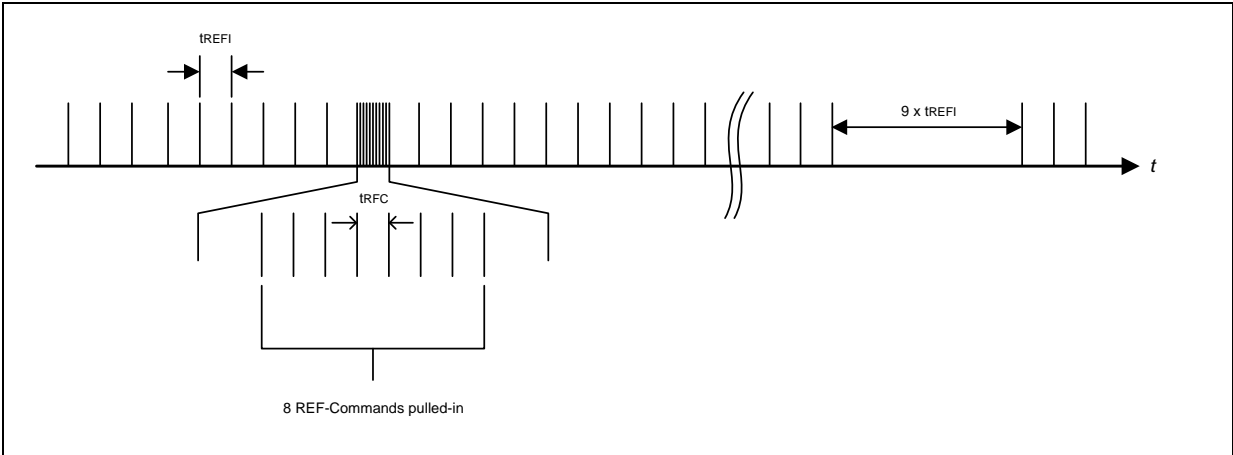 tREFI
9 x tREFI
t
tRFC
8 REF-Commands pulled-in